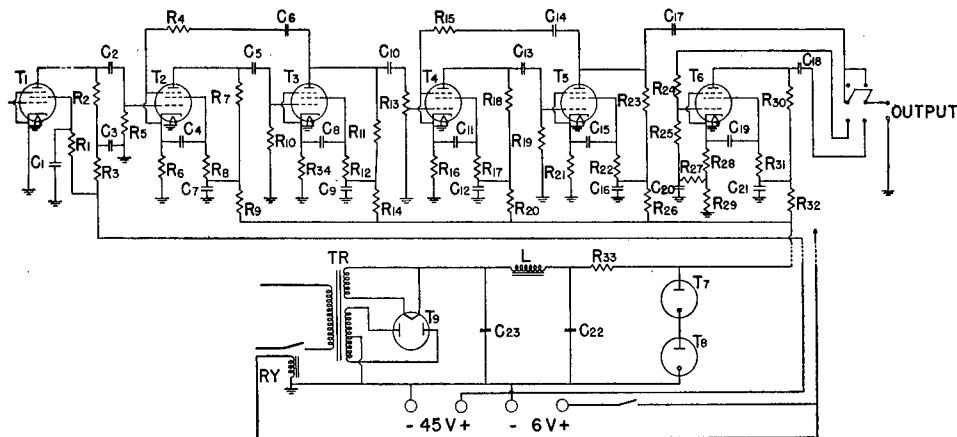 R4 C6 R15 C14 C17
T1 C2 T2 C5 T3 C10 T4 C13 T5 T6 C18
R2 R7 R13 R18 R23 R24 R30
OUTPUT
C3 R5 C4 R10 C8 R11 C11 R19 C15 R25 C19
R1 C1 R3 R6 R8 R34 R12 R16 R17 R21 R22 R27 R28 R31
C7 C9 C12 C16 C20 C21
R9 R14 R20 R26 R29 R32
TR L R33
T7
T9
C23 C22
T8
RY
- 45V + - 6V +